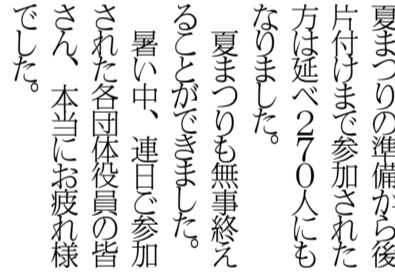 夏まつりの準備から後
片付けまで参加された
方は延べ270人にも
なりました。
夏まつりも無事終え
ることができました。
暑い中、連日ご参加
された各団体役員の皆
さん、本当にお疲れ様
でした。